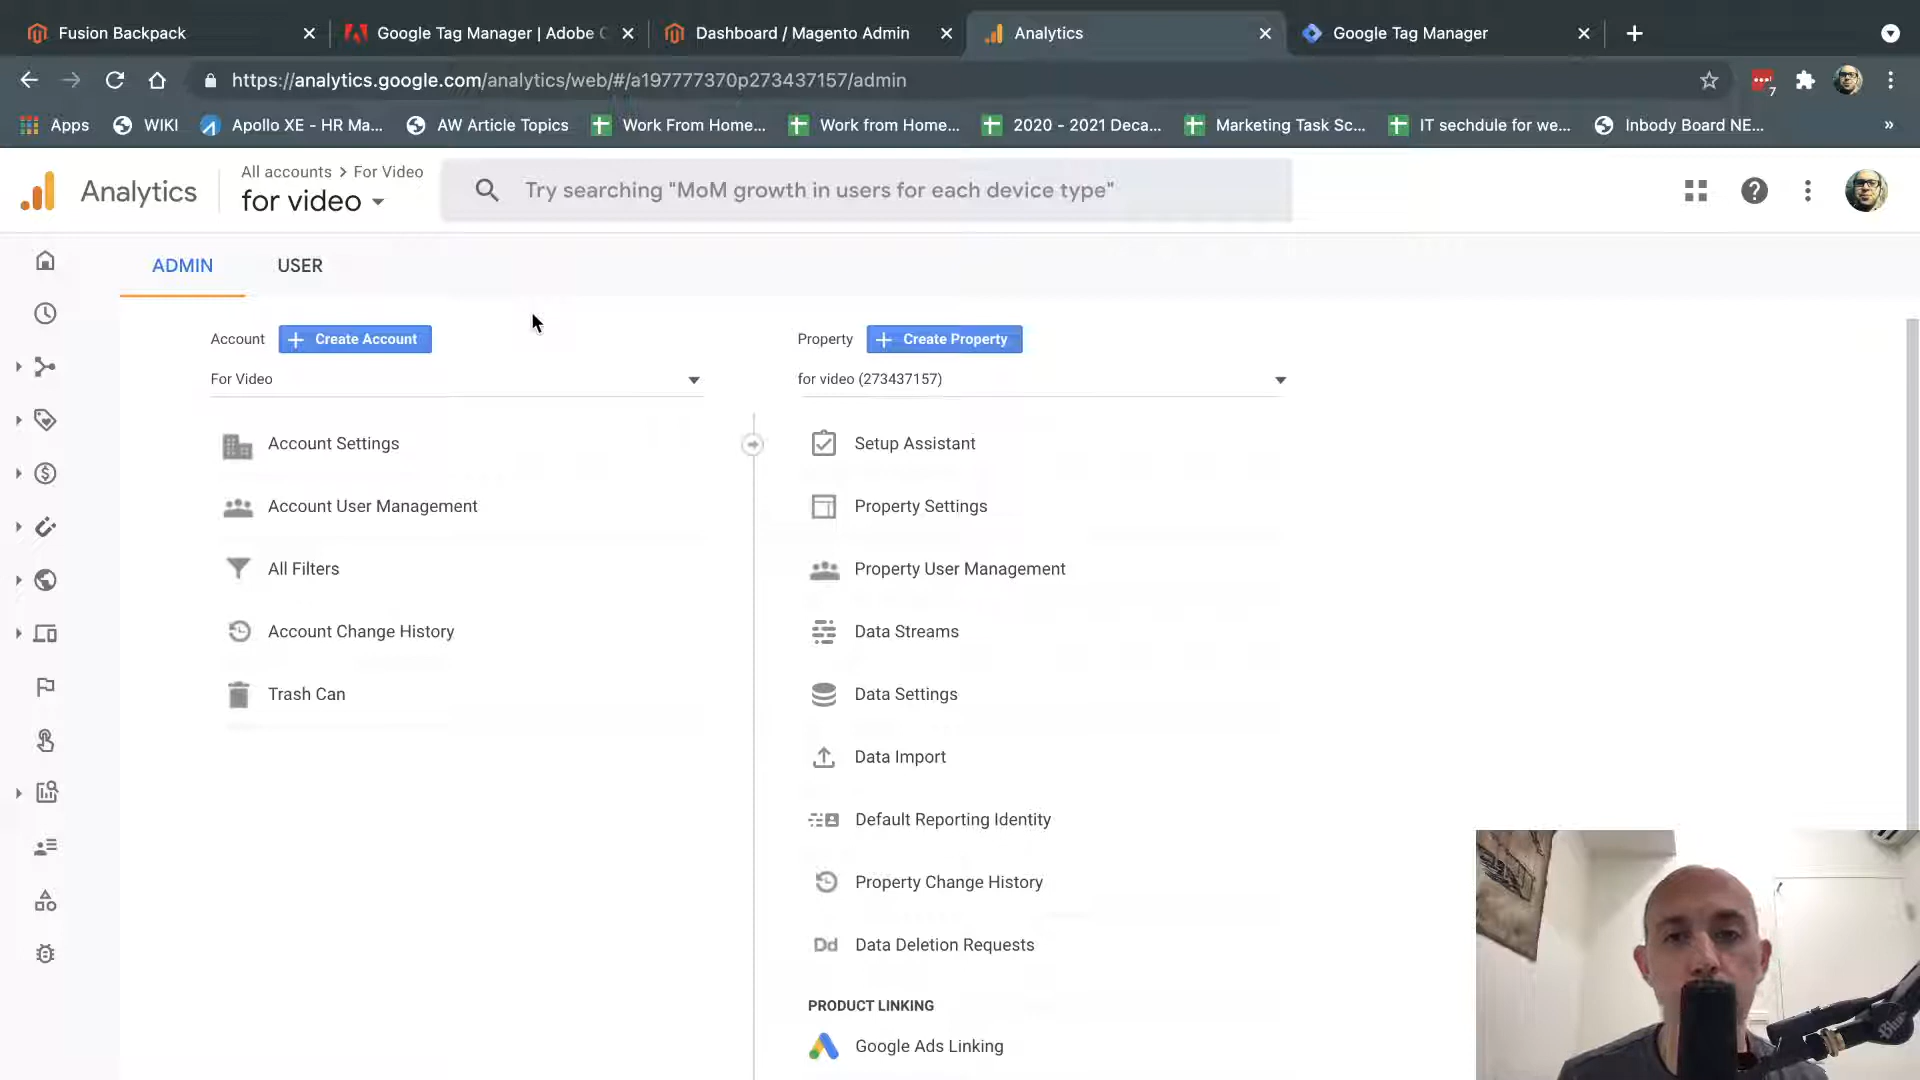 Fusion Backpack
Google Tag Manager | Adobe C
Dashboard / Magento Admin
Analytics
Google Tag Manager
https://analytics.google.com/analytics/web/#/a197777370p273437157/admin
7
Apps
WIKI
Apollo XE - HR Ma...
AW Article Topics
Work From Home...
Work from Home...
2020 - 2021 Deca...
Marketing Task Sc...
IT sechdule for we...
Inbody Board NE...
»
Analytics
All accounts > For Video
for video
Try searching "MoM growth in users for each device type"
ADMIN
USER
Account
+ Create Account
Property
+ Create Property
For Video
for video (273437157)
Account Settings
Account User Management
All Filters
Account Change History
Trash Can
Setup Assistant
Property Settings
Property User Management
Data Streams
Data Settings
Data Import
Default Reporting Identity
Property Change History
Dd Data Deletion Requests
PRODUCT LINKING
Google Ads Linking
Blue